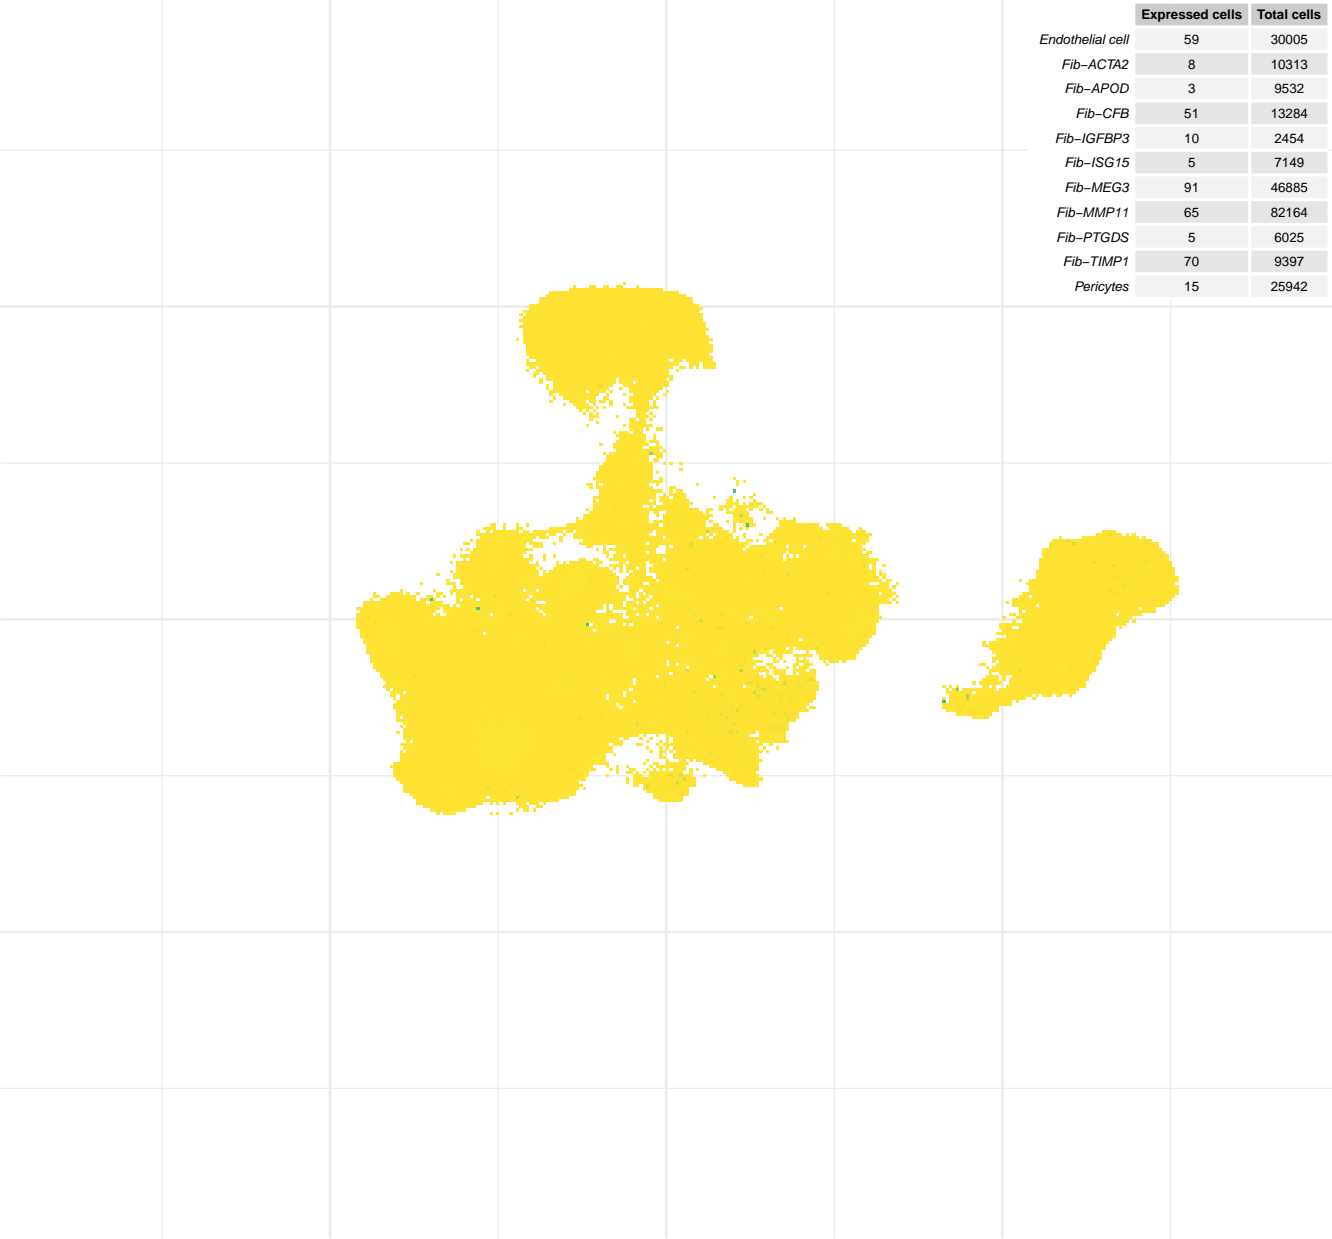 Expressed cells Total cells
Endothelial cell 59 30005
Fib−ACTA2 8 10313
Fib−APOD 3 9532
Fib−CFB 51 13284
Fib−IGFBP3 10 2454
Fib−ISG15 5 7149
Fib−MEG3 91 46885
Fib−MMP11 65 82164
Fib−PTGDS 5 6025
Fib−TIMP1 70 9397
Pericytes 15 25942